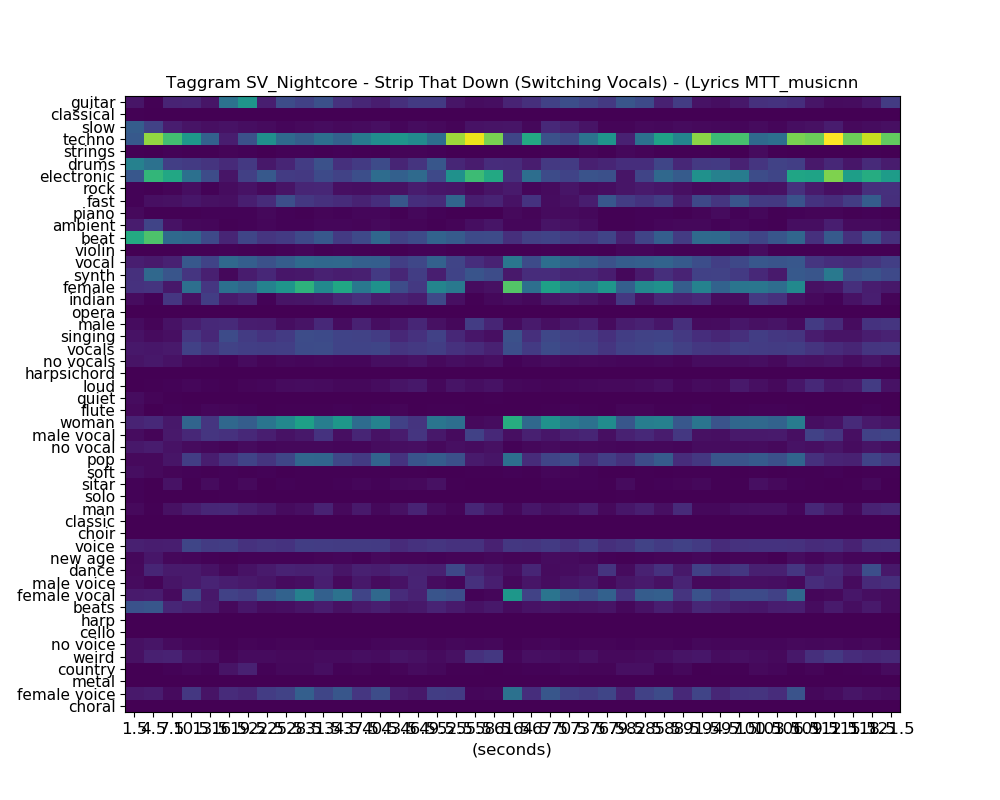 Taggram SV_Nightcore - Strip That Down (Switching Vocals) - (Lyrics MTT_musicnn
guitar
classical
slow
techno
strings
drums
electronic
rock
fast
piano
ambient
beat
violin
vocal
synth
female
indian
opera
male
singing
vocals
no vocals
harpsichord
loud
quiet
flute
woman
male vocal
no vocal
pop
soft
sitar
solo
man
classic
choir
voice
new age
dance
male voice
female vocal
beats
harp
cello
no voice
weird
country
metal
female voice
choral
(seconds)